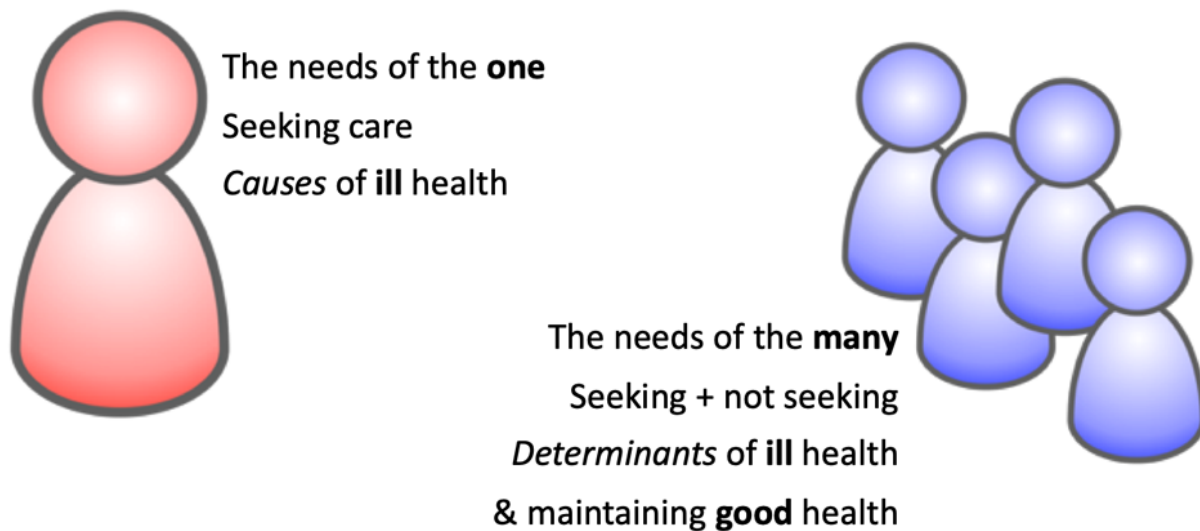 The needs of the one
Seeking care
Causes of ill health
The needs of the many
Seeking + not seeking
Determinants of ill health
& maintaining good health